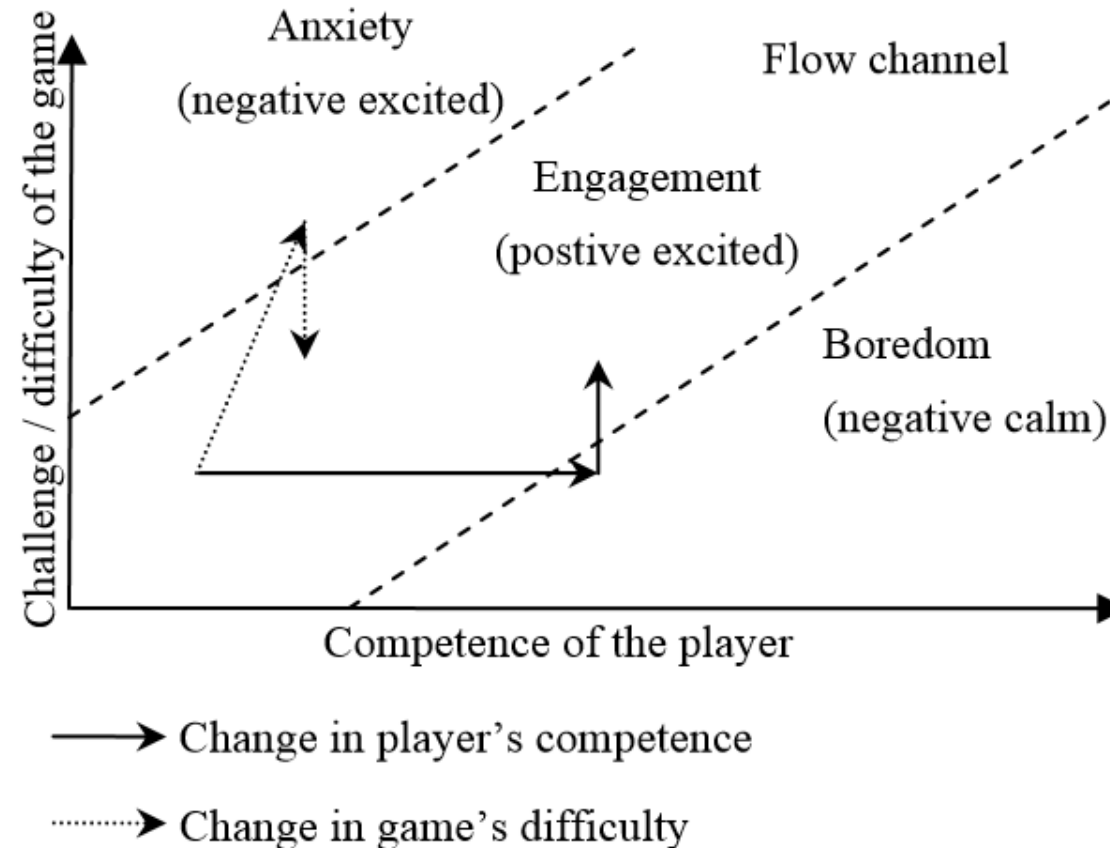 Challenge / difficulty of the game
Anxiety
(negative excited)
Flow channel
Engagement
(postive excited)
Boredom
(negative calm)
Competence of the player
Change in player’s competence
Change in game’s difficulty